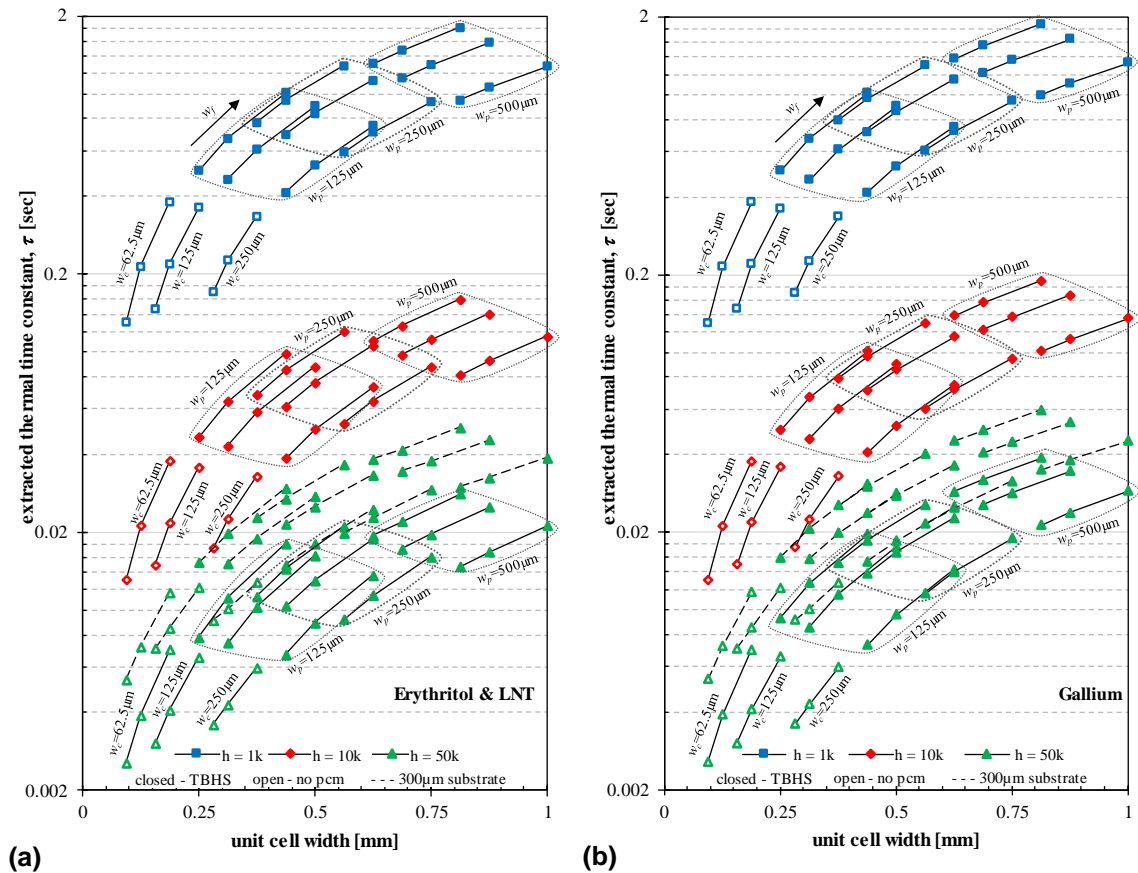 2
0.2
0.02
0.002
extracted thermal time constant, τ [sec]
w_f
w_p=500µm
w_p=250µm
w_p=125µm
w_c=62.5µm
w_c=125µm
w_c=250µm
w_p=500µm
w_p=250µm
w_p=125µm
w_c=62.5µm
w_c=125µm
w_c=250µm
w_p=500µm
w_p=250µm
w_p=125µm
w_c=62.5µm
w_c=125µm
w_c=250µm
Erythritol & LNT
h = 1k h = 10k h = 50k
closed - TBHS open - no pcm 300µm substrate
0 0.25 0.5 0.75 1
unit cell width [mm]
(a)
2
0.2
0.02
0.002
extracted thermal time constant, τ [sec]
w_f
w_p=500µm
w_p=250µm
w_p=125µm
w_c=62.5µm
w_c=125µm
w_c=250µm
w_p=500µm
w_p=250µm
w_p=125µm
w_c=62.5µm
w_c=125µm
w_c=250µm
w_p=500µm
w_p=250µm
w_p=125µm
w_c=62.5µm
w_c=125µm
w_c=250µm
Gallium
h = 1k h = 10k h = 50k
closed - TBHS open - no pcm 300µm substrate
0 0.25 0.5 0.75 1
unit cell width [mm]
(b)